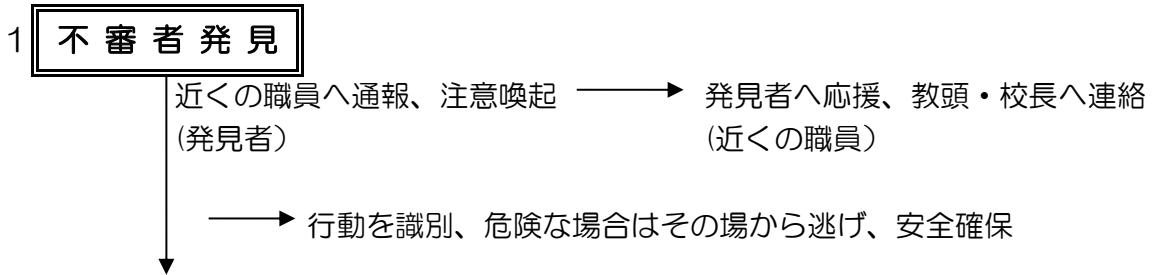 1 不審者発見
近くの職員へ通報、注意喚起 発見者へ応援、教頭・校長へ連絡
(発見者） (近くの職員）
行動を識別、危険な場合はその場から逃げ、安全確保